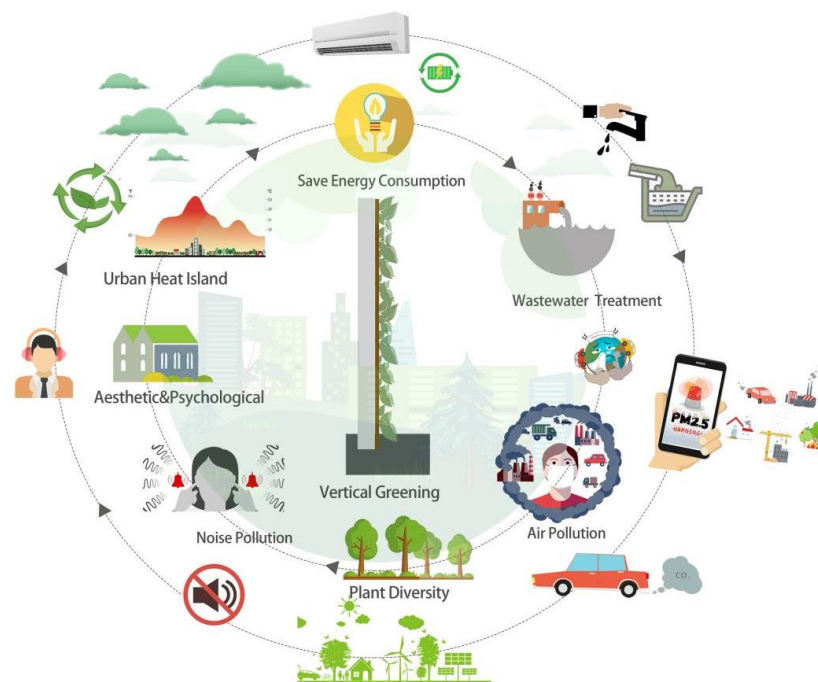 Save Energy Consumption
°F
°C
Urban Heat Island
Wastewater Treatment
Aesthetic&Psychological
PM2.5
Vertical Greening
Noise Pollution
Air Pollution
CO₂
Plant Diversity